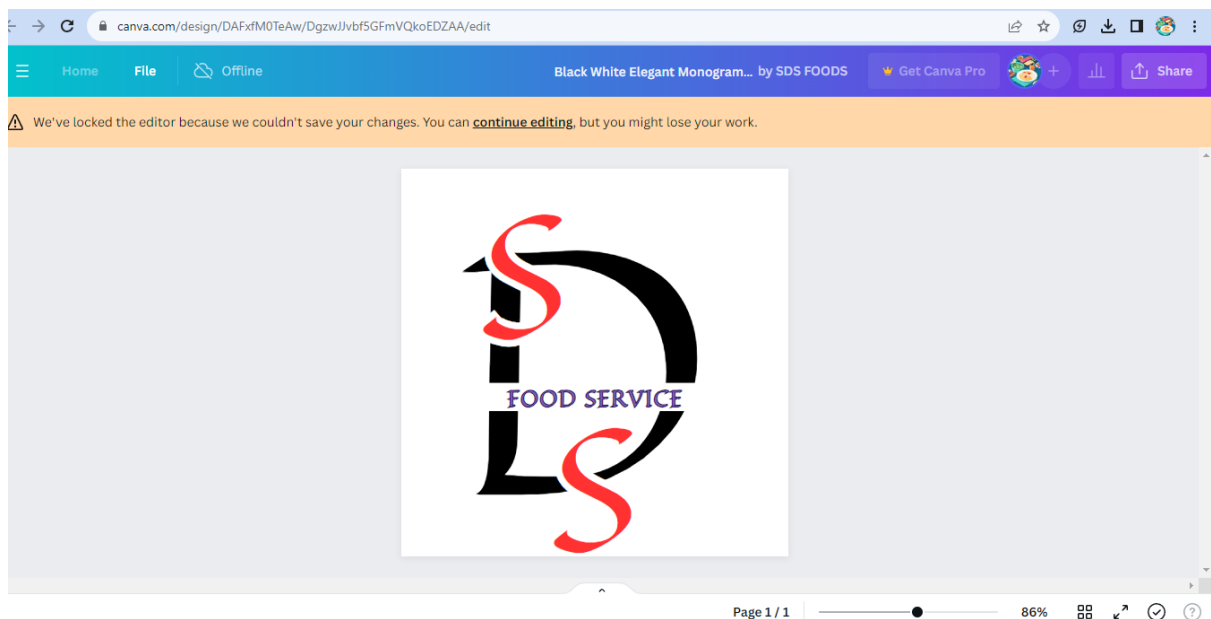 canva.com/design/DAFxfM0TeAw/DgzwJJvbf5GFmVQkoEDZAA/edit
Home File Offline Black White Elegant Monogram... by SDS FOODS Get Canva Pro + Share
We've locked the editor because we couldn't save your changes. You can continue editing, but you might lose your work.
S
D
FOOD SERVICE
S
Page 1 / 1 86% ?